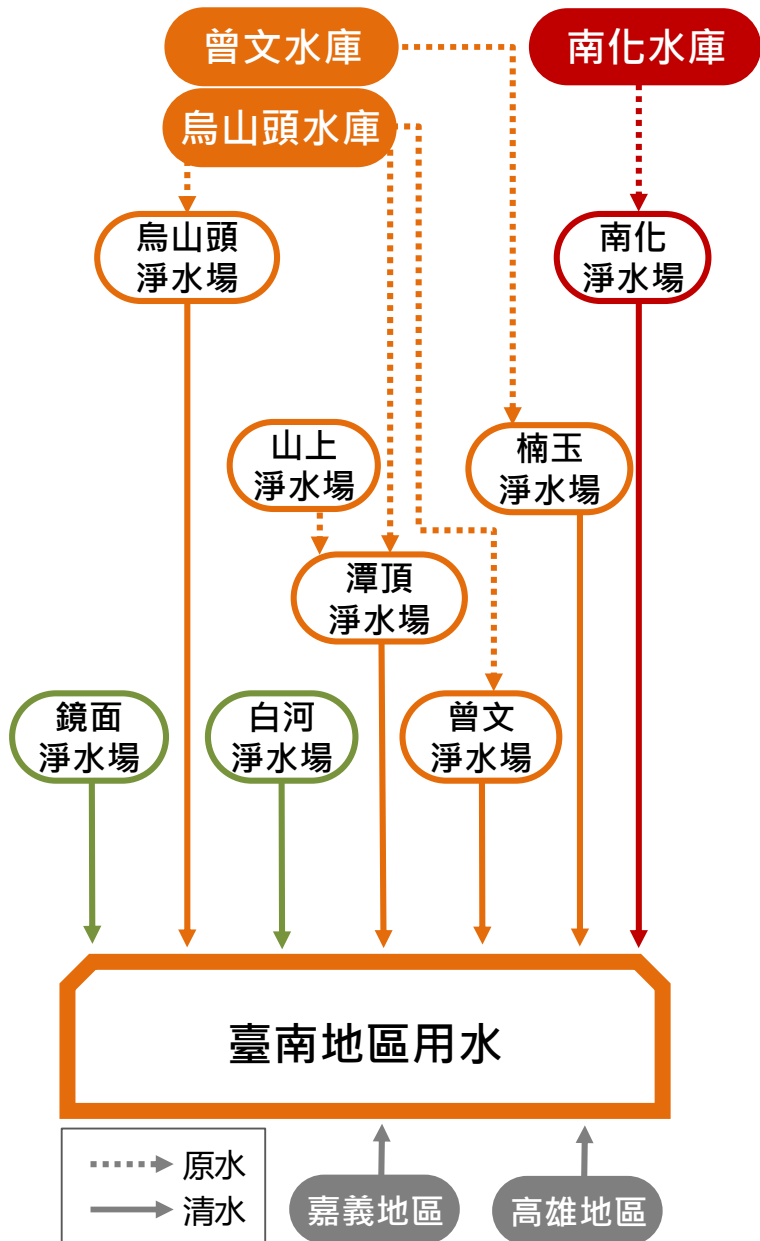 曾文水庫
南化水庫
烏山頭水庫
烏山頭
淨水場
南化
淨水場
山上
淨水場
楠玉
淨水場
潭頂
淨水場
鏡面
淨水場
白河
淨水場
曾文
淨水場
臺南地區用水
原水
清水
嘉義地區
高雄地區